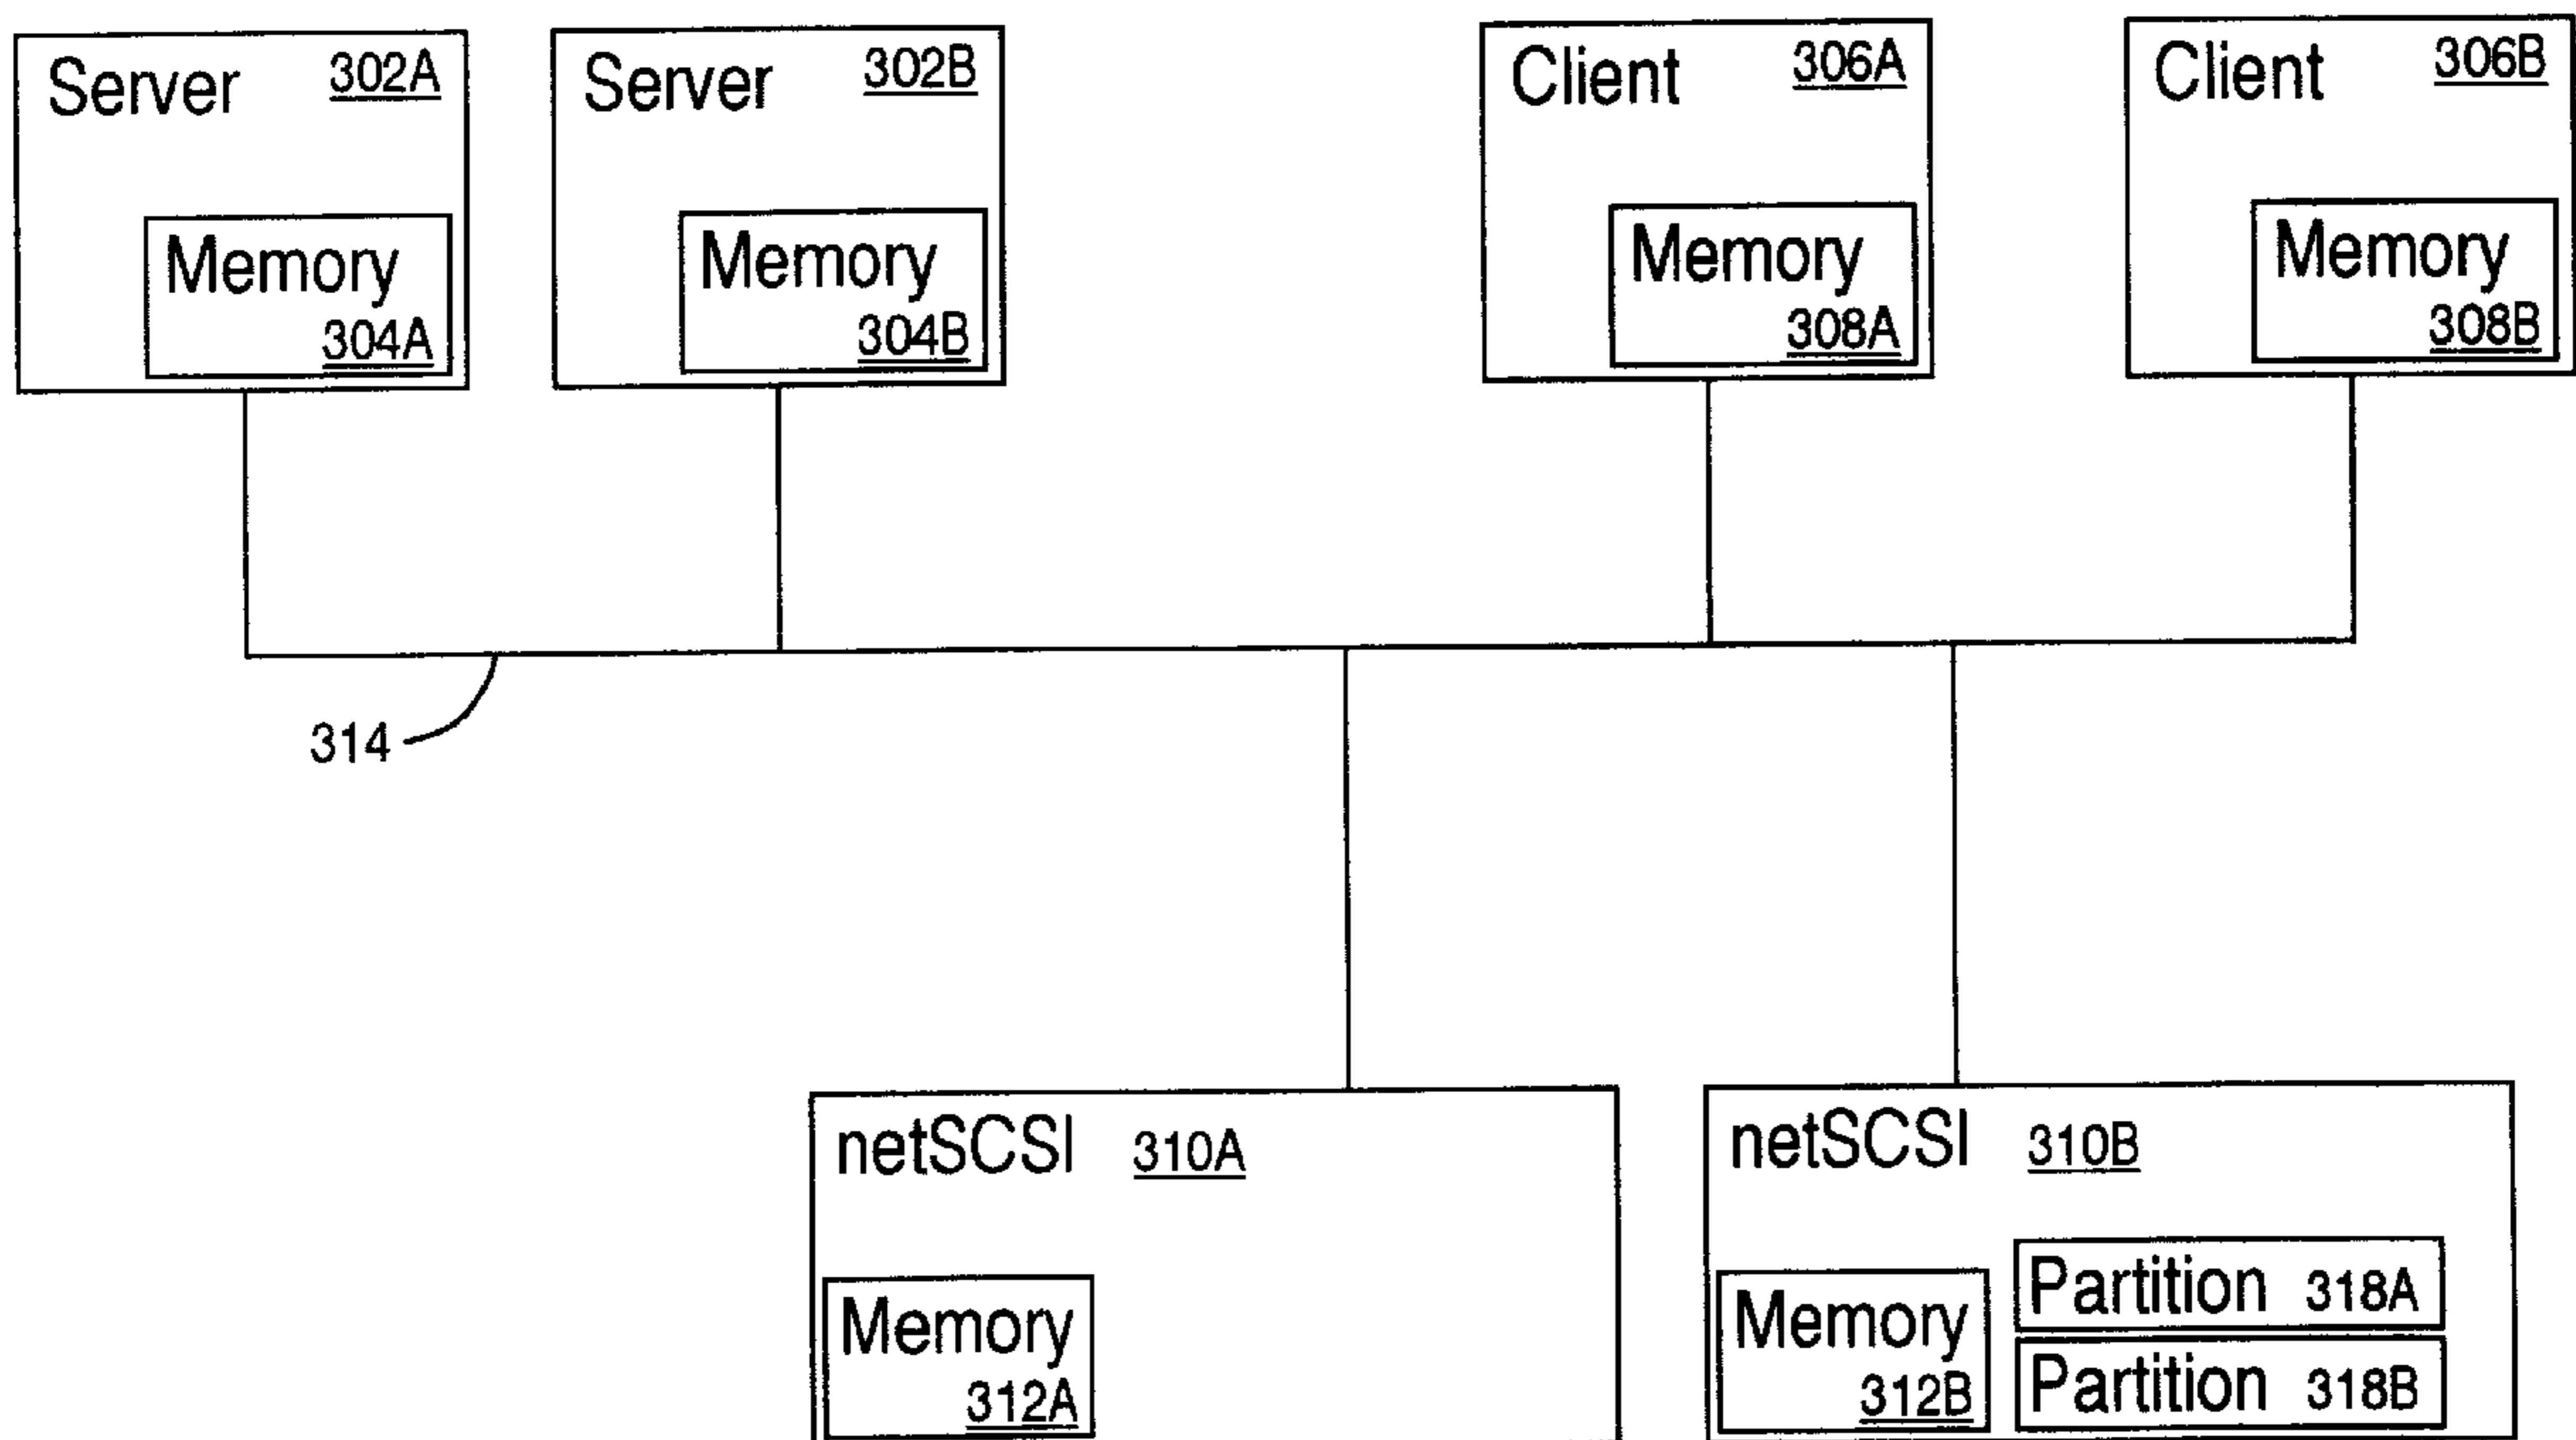 Server 302A
Memory
304A
Server 302B
Memory
304B
Client 306A
Memory
308A
Client 306B
Memory
308B
314
netSCSI 310A
Memory
312A
netSCSI 310B
Memory
312B
Partition 318A
Partition 318B